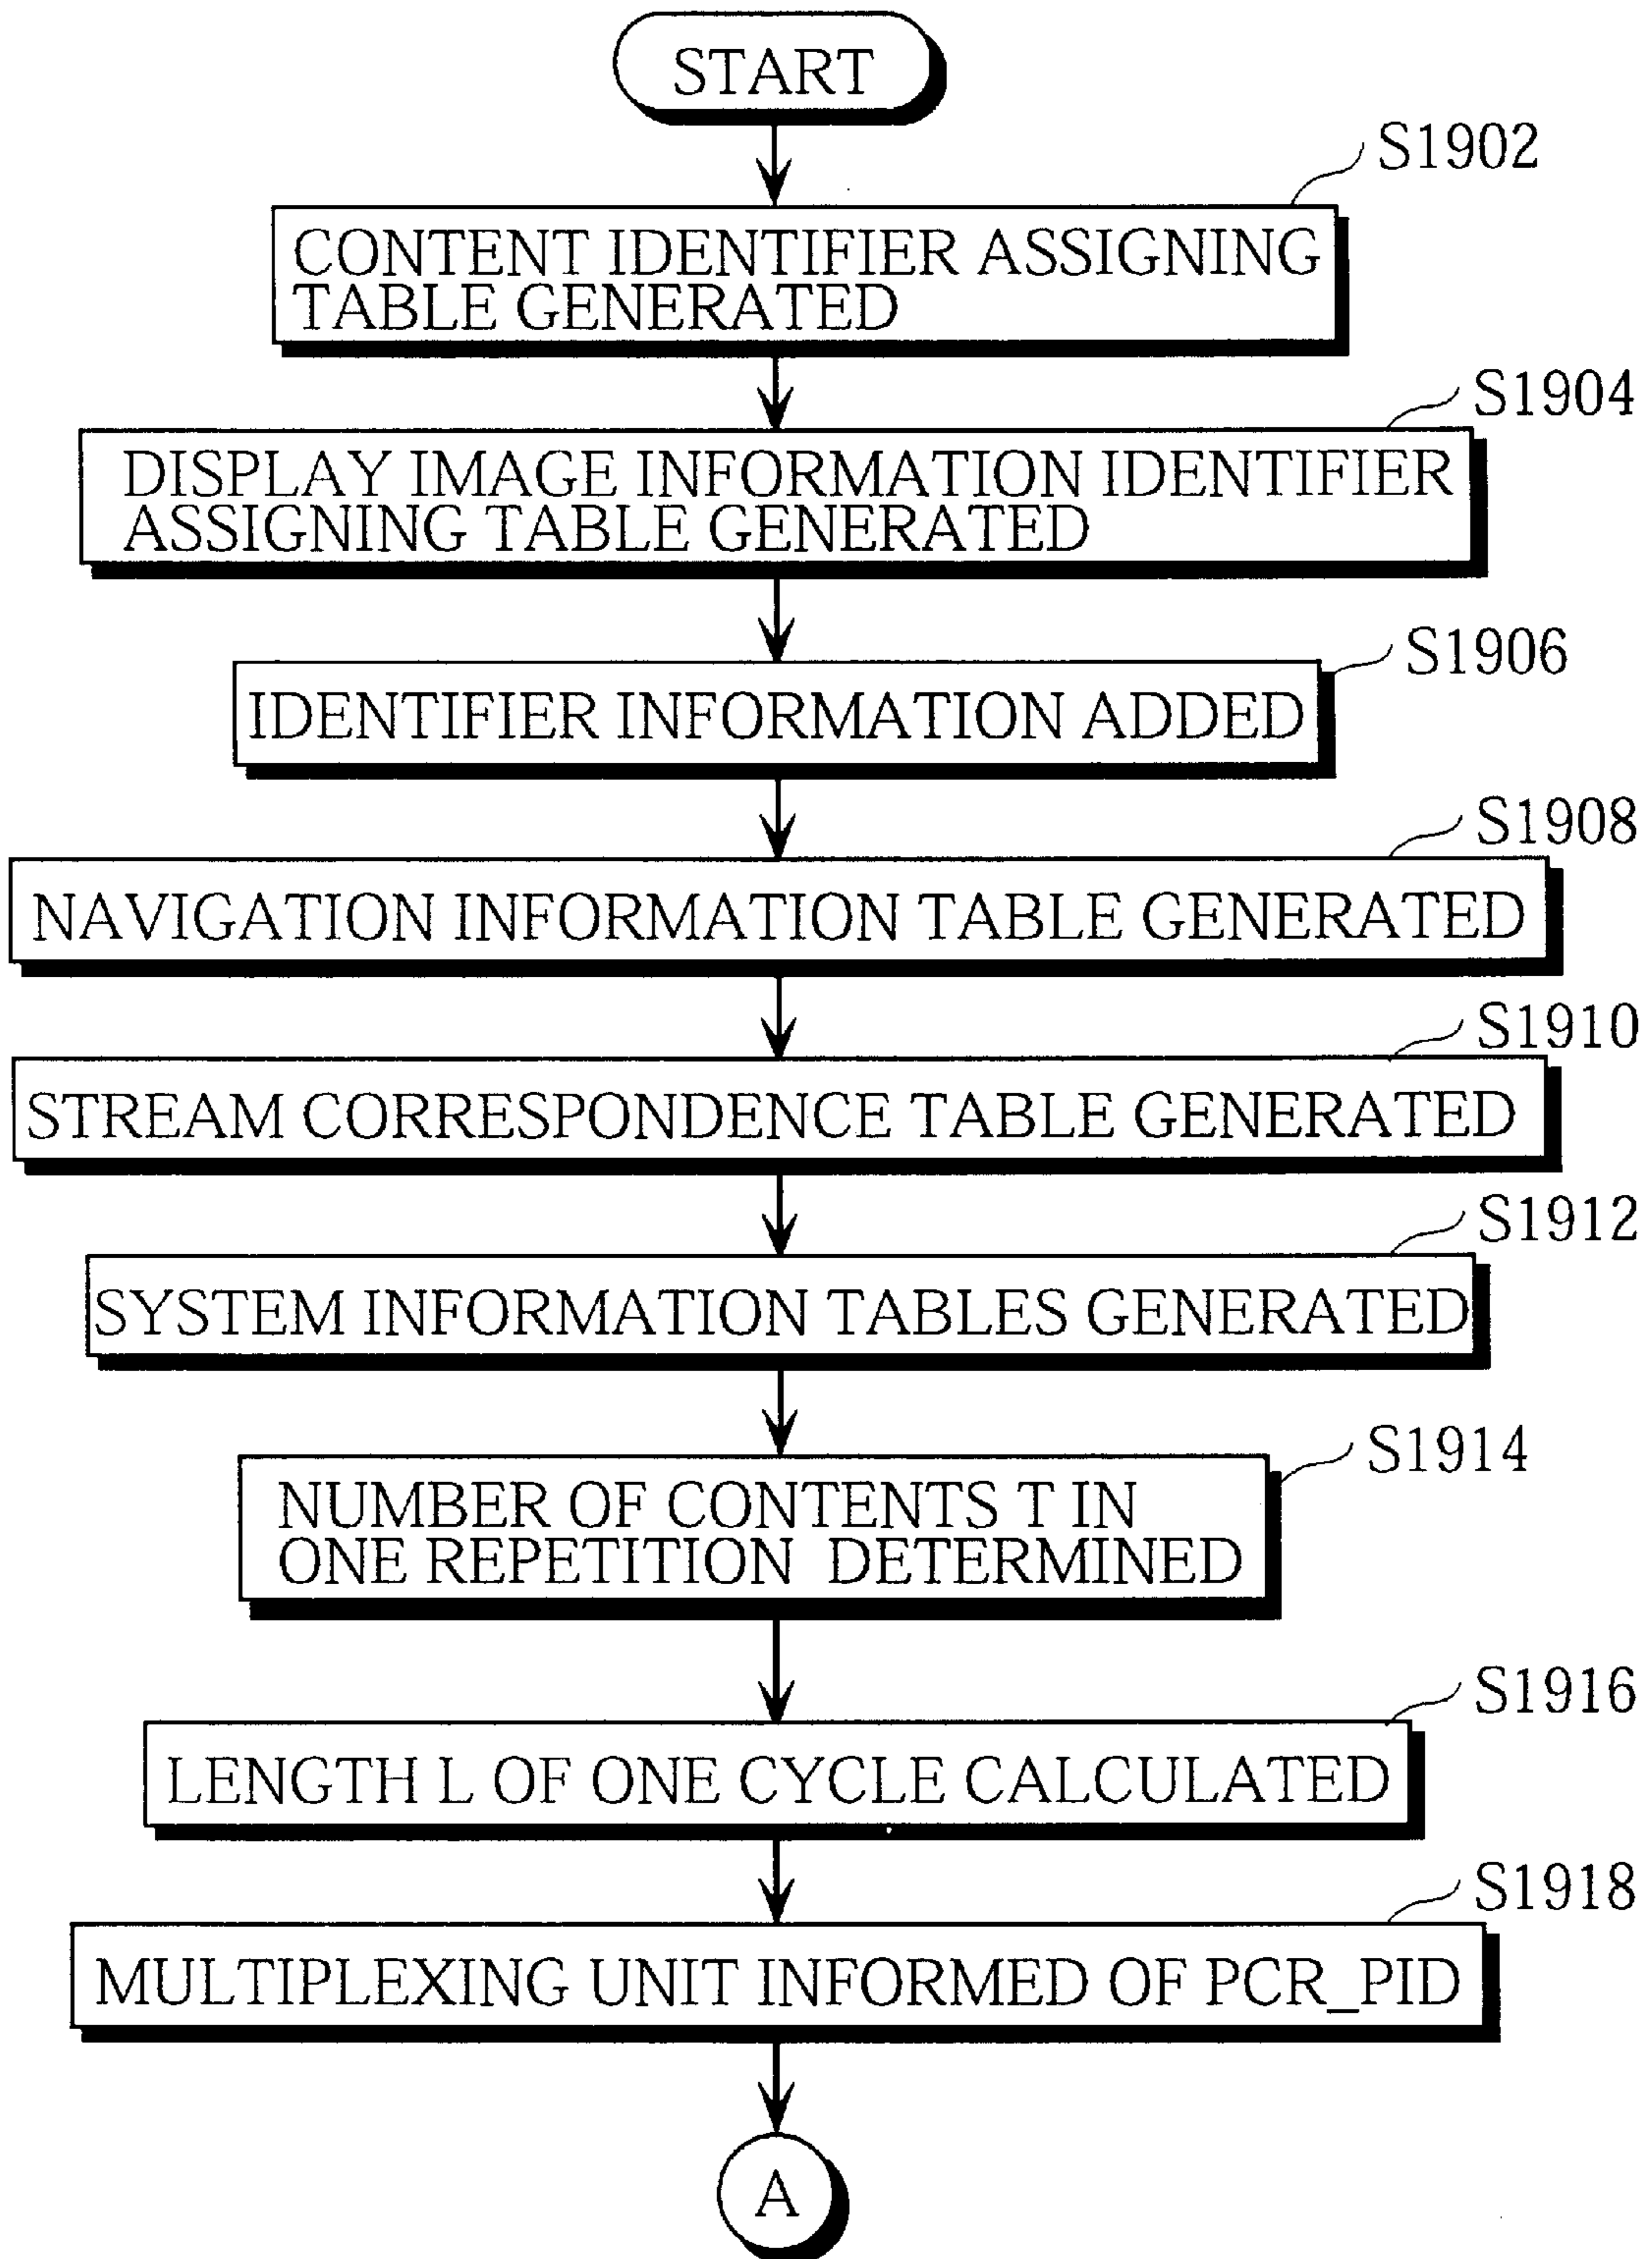 START
S1902
CONTENT IDENTIFIER ASSIGNING
TABLE GENERATED
S1904
DISPLAY IMAGE INFORMATION IDENTIFIER
ASSIGNING TABLE GENERATED
S1906
IDENTIFIER INFORMATION ADDED
S1908
NAVIGATION INFORMATION TABLE GENERATED
S1910
STREAM CORRESPONDENCE TABLE GENERATED
S1912
SYSTEM INFORMATION TABLES GENERATED
S1914
NUMBER OF CONTENTS T IN
ONE REPETITION DETERMINED
S1916
LENGTH L OF ONE CYCLE CALCULATED
S1918
MULTIPLEXING UNIT INFORMED OF PCR_PID
A